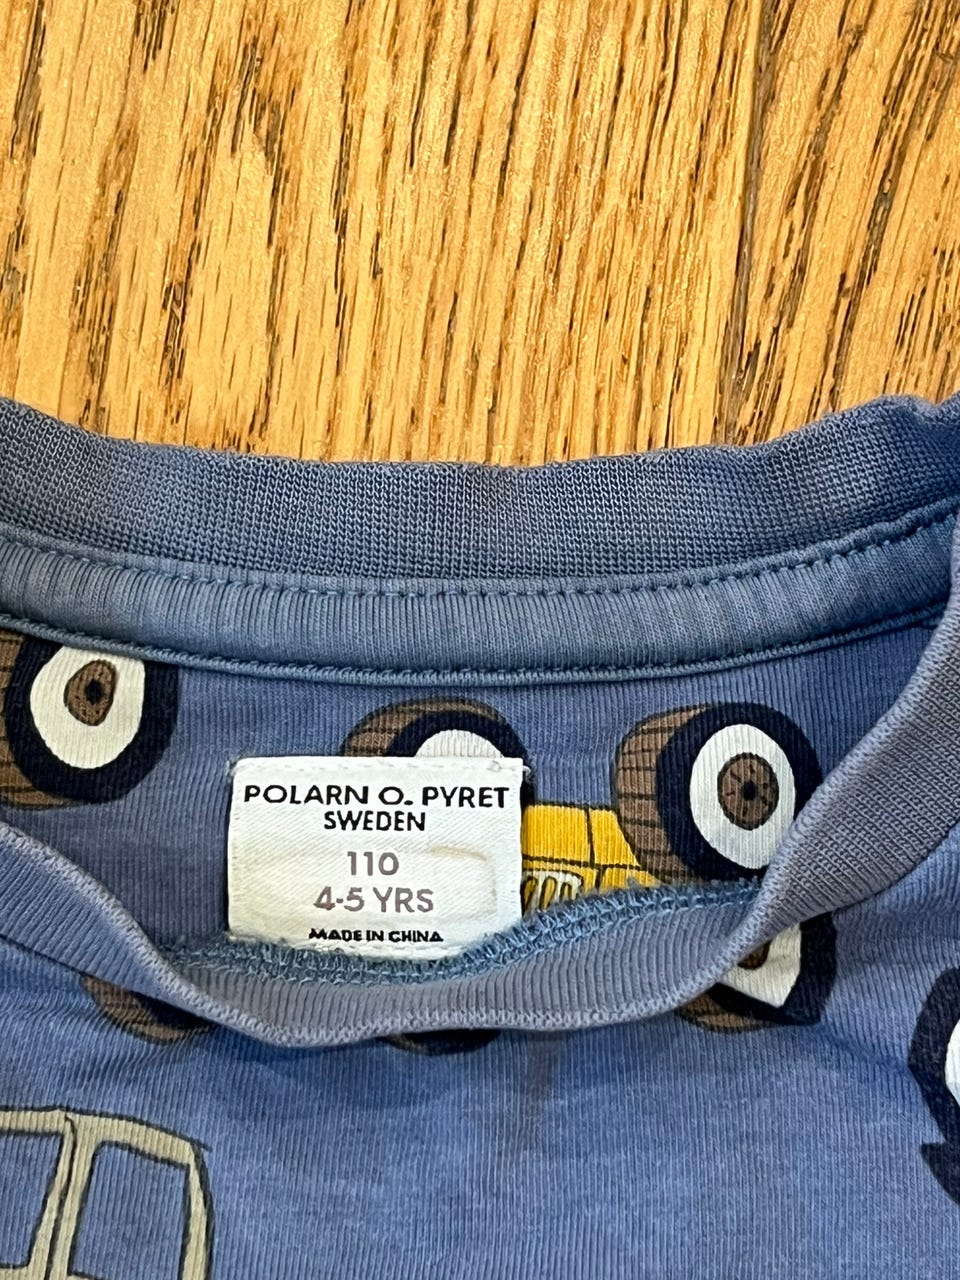 POLARN O. PYRET
SWEDEN
110
4-5 YRS
MADE IN CHINA